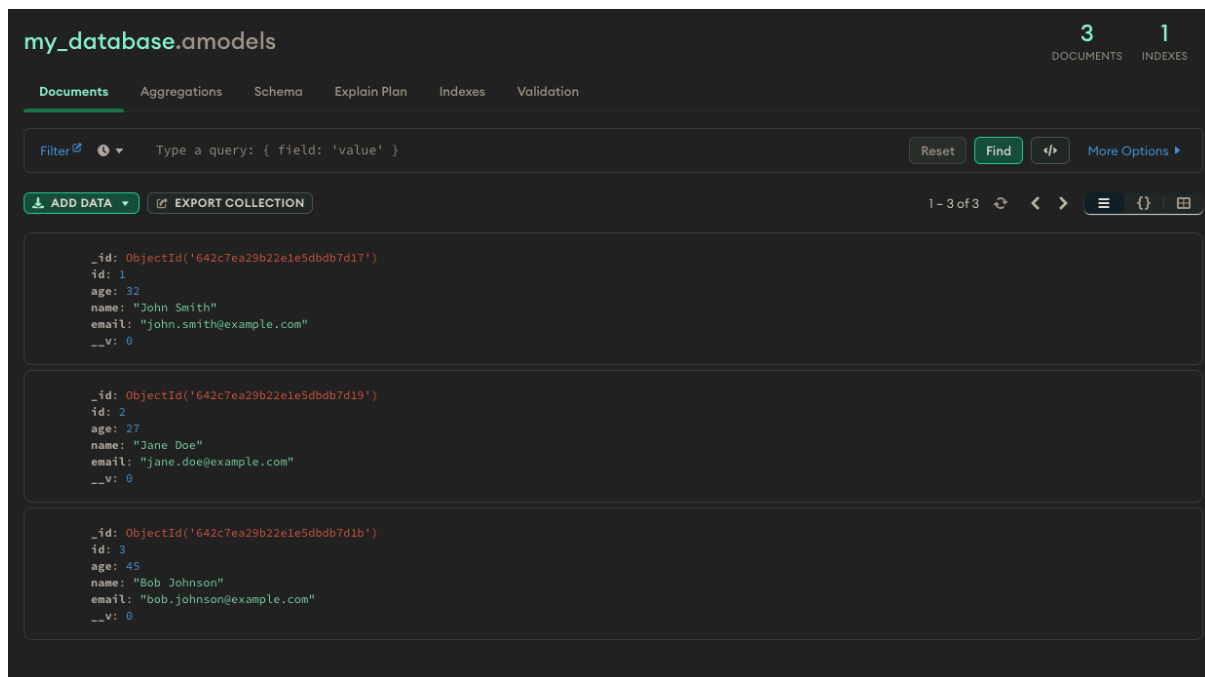 my_database.amodels
3 1
DOCUMENTS INDEXES
Documents Aggregations Schema Explain Plan Indexes Validation
Filter Type a query: { field: 'value' } Reset Find </> More Options
ADD DATA EXPORT COLLECTION 1 – 3 of 3 {}
_id: ObjectId('642c7ea29b22e1e5dbdb7d17')
id: 1
age: 32
name: "John Smith"
email: "john.smith@example.com"
__v: 0
_id: ObjectId('642c7ea29b22e1e5dbdb7d19')
id: 2
age: 27
name: "Jane Doe"
email: "jane.doe@example.com"
__v: 0
_id: ObjectId('642c7ea29b22e1e5dbdb7d1b')
id: 3
age: 45
name: "Bob Johnson"
email: "bob.johnson@example.com"
__v: 0